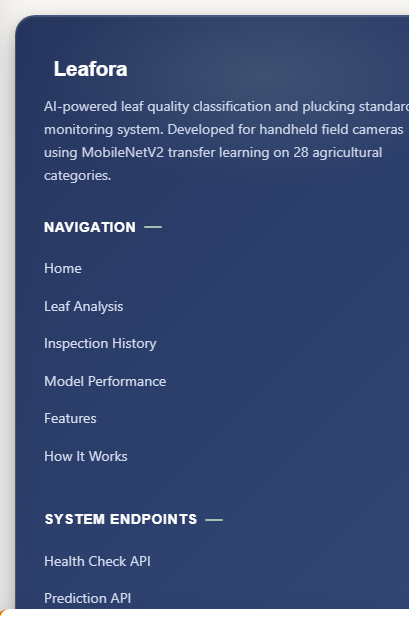 Leafora
AI-powered leaf quality classification and plucking standard
monitoring system. Developed for handheld field cameras
using MobileNetV2 transfer learning on 28 agricultural
categories.
NAVIGATION
Home
Leaf Analysis
Inspection History
Model Performance
Features
How It Works
SYSTEM ENDPOINTS
Health Check API
Prediction API